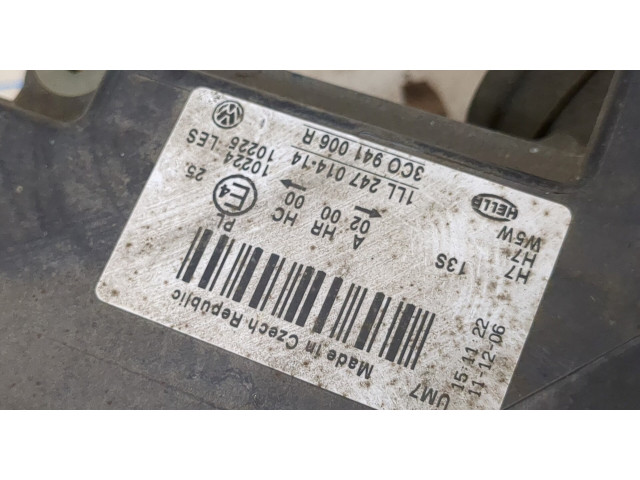 3C0 941 006 R
1LL 247 014-14
HELLA
10224 LES
10225
25.
E4
A HR HC PL
02 00 00
H7
H7
W5W
13S
Made in Czech Republic
UM7
15:11 22
11-12-06